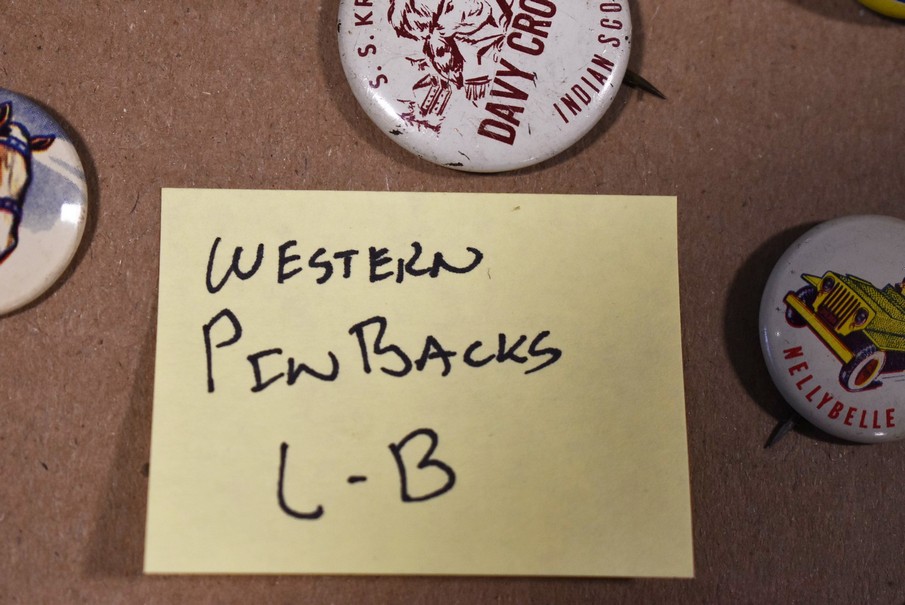 S. S. KR
DAVY CRO
INDIAN SCO
WESTERN
PINBACKS
L-B
NELLYBELLE